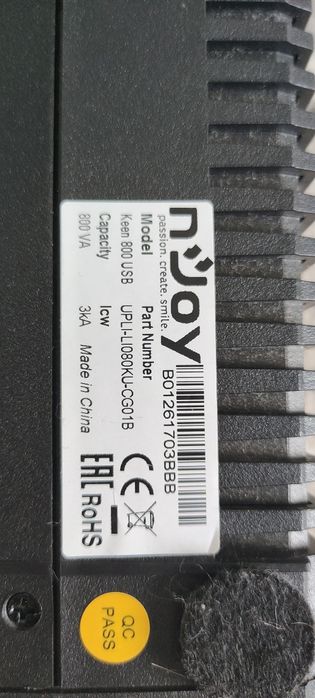 nJoy
passion. create. smile.
B01261703BBB
Model
Part Number
Keen 800 USB
UPLI-LI080KU-CG01B
Capacity
Icw
800 VA
3kA
Made in China
CE
EAC
RoHS
QC
PASS